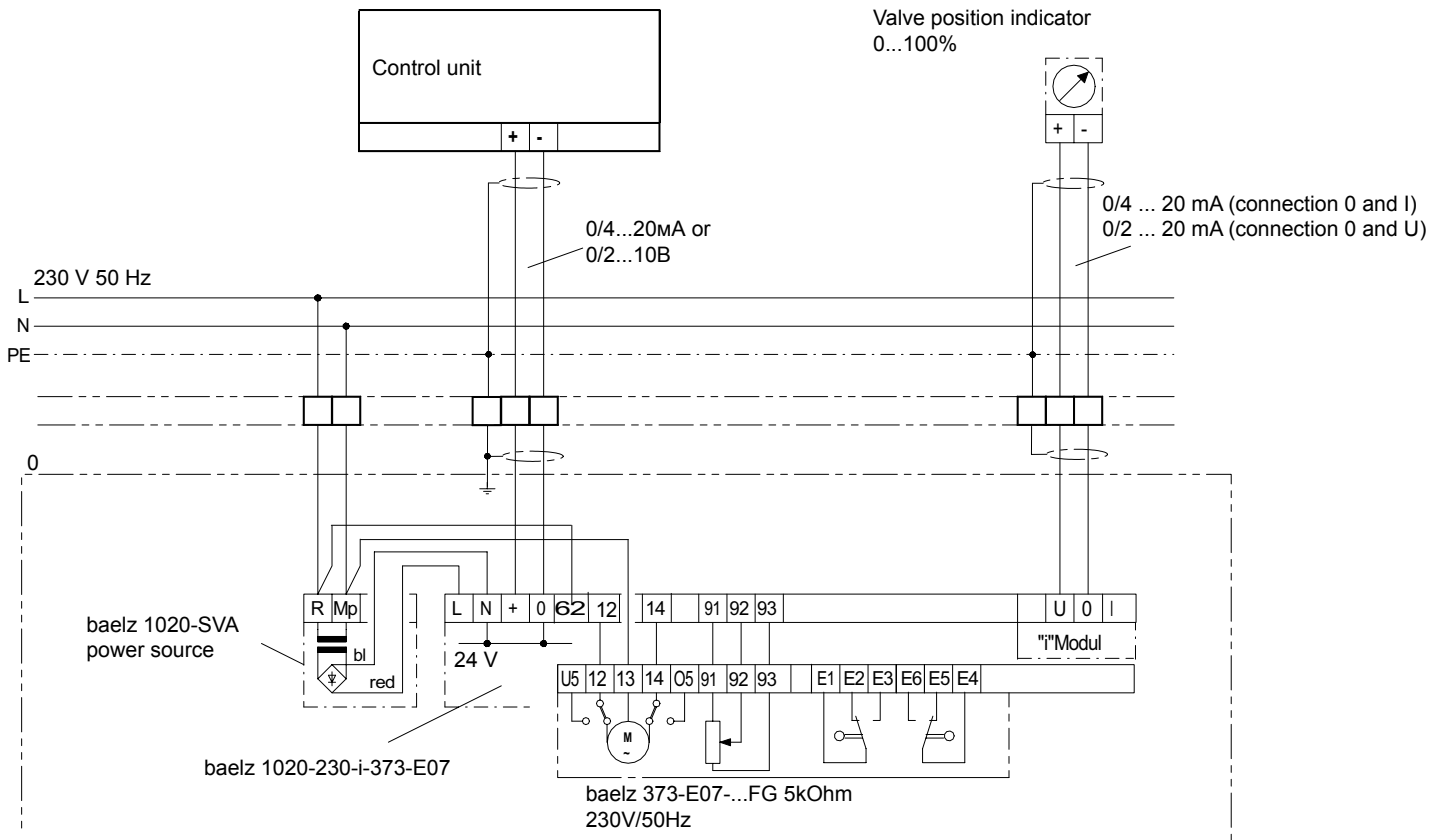 Valve position indicator
0...100%
Control unit
+ -
+ -
0/4 ... 20 mA (connection 0 and I)
0/2 ... 20 mA (connection 0 and U)
0/4...20мА or
0/2...10В
230 V 50 Hz
L
N
PE
0
R Mp
L N + 0 62 12 14 91 92 93
U 0 I
"i"Modul
baelz 1020-SVA
power source
bl
red
24 V
U5 12 13 14 O5 91 92 93 E1 E2 E3 E6 E5 E4
M
~
baelz 1020-230-i-373-E07
baelz 373-E07-...FG 5kOhm
230V/50Hz